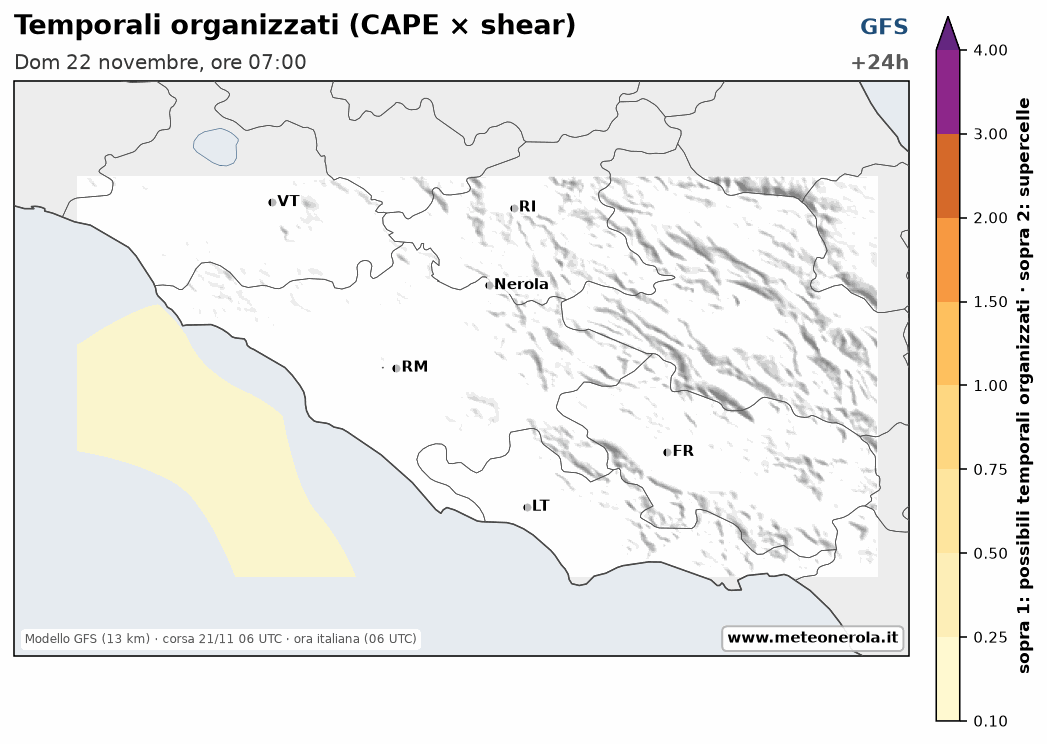 Temporali organizzati (CAPE × shear)
GFS
Dom 22 novembre, ore 07:00
+24h
VT
RI
Nerola
RM
FR
LT
Modello GFS (13 km) · corsa 21/11 06 UTC · ora italiana (06 UTC)
www.meteonerola.it
4.00
3.00
2.00
1.50
1.00
0.75
0.50
0.25
0.10
sopra 1: possibili temporali organizzati · sopra 2: supercelle